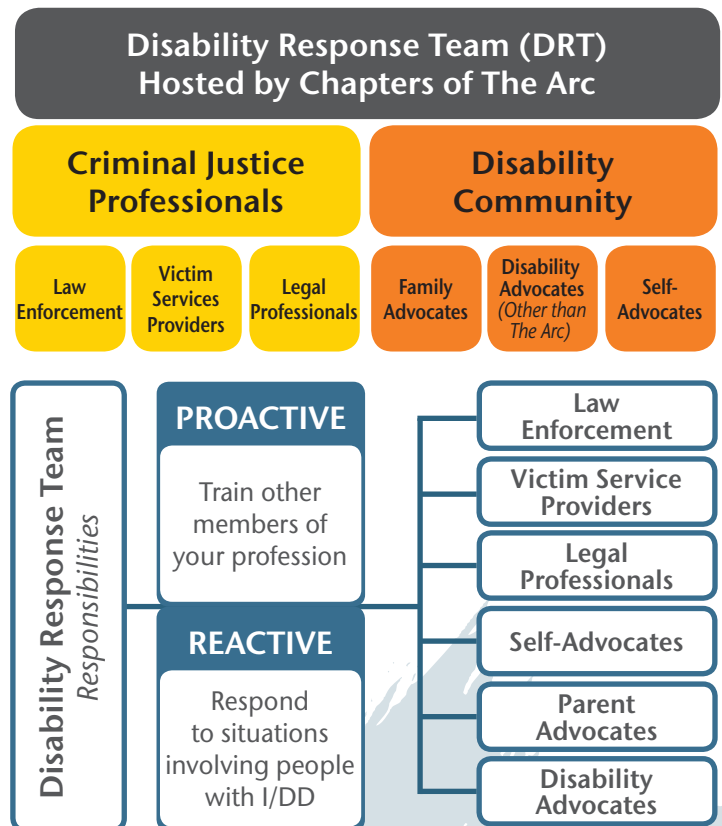 Disability Response Team (DRT)
Hosted by Chapters of The Arc
Criminal Justice
Professionals
Disability
Community
Law
Enforcement
Victim
Services
Providers
Legal
Professionals
Family
Advocates
Disability
Advocates
(Other than
The Arc)
Self-
Advocates
Disability Response Team
Responsibilities
PROACTIVE
Train other
members of
your profession
REACTIVE
Respond
to situations
involving people
with I/DD
Law
Enforcement
Victim Service
Providers
Legal
Professionals
Self-Advocates
Parent
Advocates
Disability
Advocates